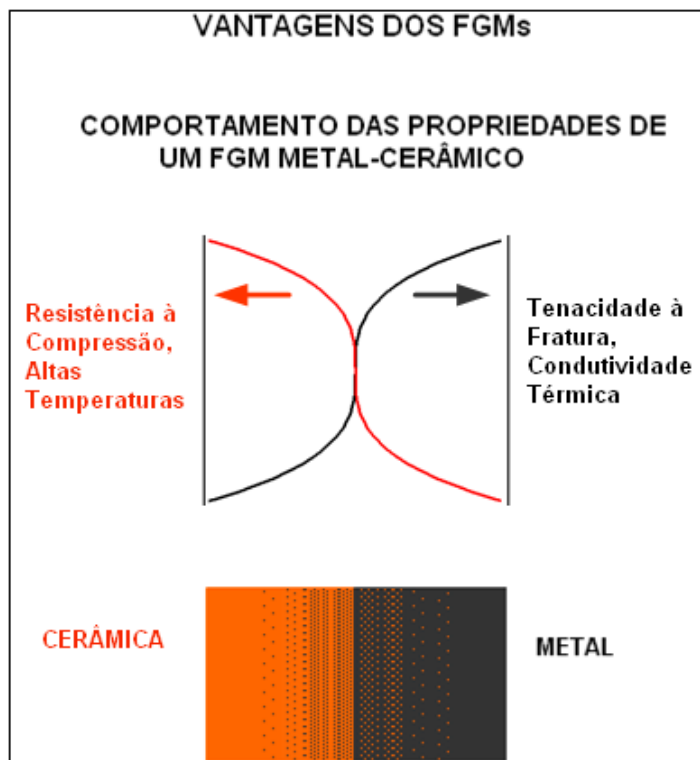 VANTAGENS DOS FGMs
COMPORTAMENTO DAS PROPRIEDADES DE
UM FGM METAL-CERÂMICO
Resistência à
Compressão,
Altas
Temperaturas
Tenacidade à
Fratura,
Condutividade
Térmica
CERÂMICA
METAL